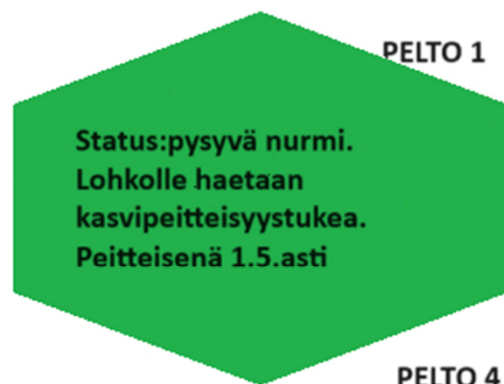 PELTO 1
Status:pysyvä nurmi.
Lohkolle haetaan
kasvipeitteisyystukea.
Peitteisenä 1.5.asti
PELTO 4